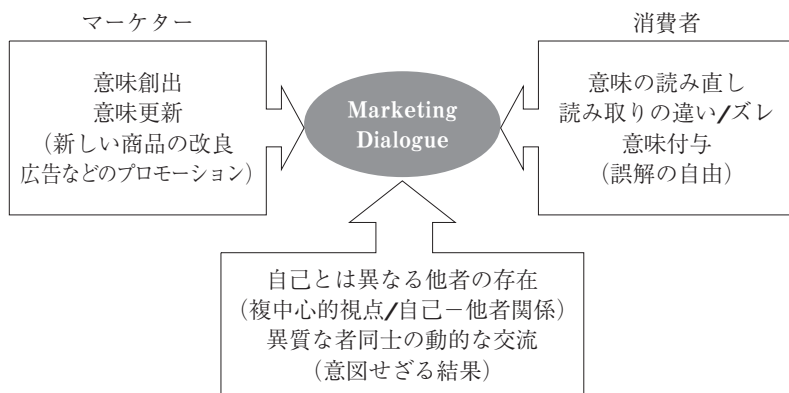 マーケター
意味創出
意味更新
(新しい商品の改良
広告などのプロモーション)
Marketing
Dialogue
消費者
意味の読み直し
読み取りの違い/ズレ
意味付与
(誤解の自由)
自己とは異なる他者の存在
(複中心的視点/自己－他者関係)
異質な者同士の動的な交流
(意図せざる結果)